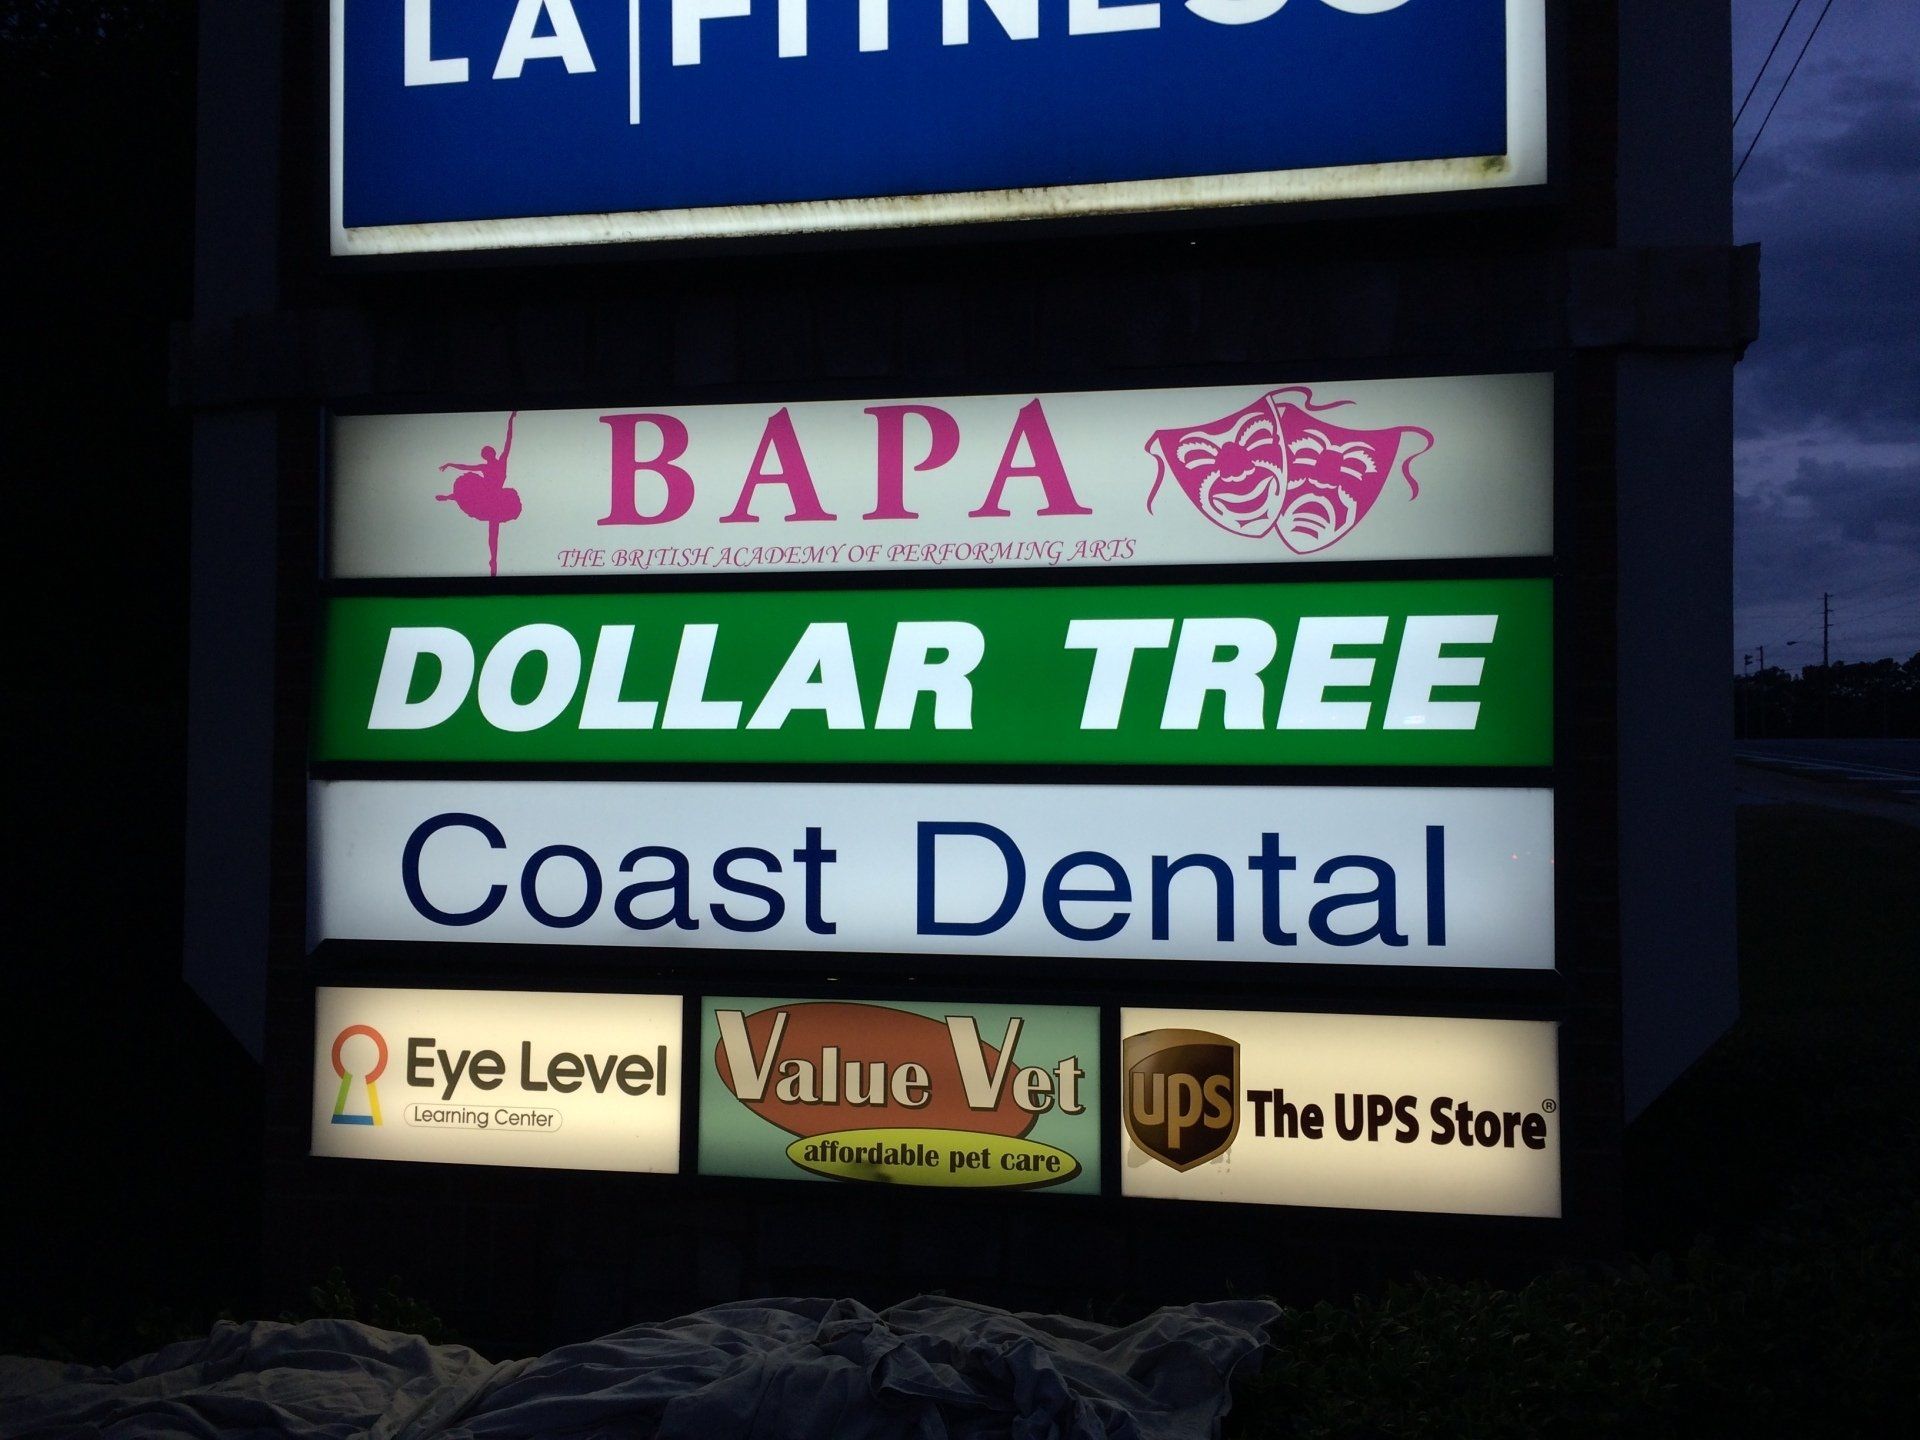 LA FITNESS
BAPA
THE BRITISH ACADEMY OF PERFORMING ARTS
DOLLAR TREE
Coast Dental
Eye Level
Learning Center
Value Vet
affordable pet care
ups
The UPS Store®